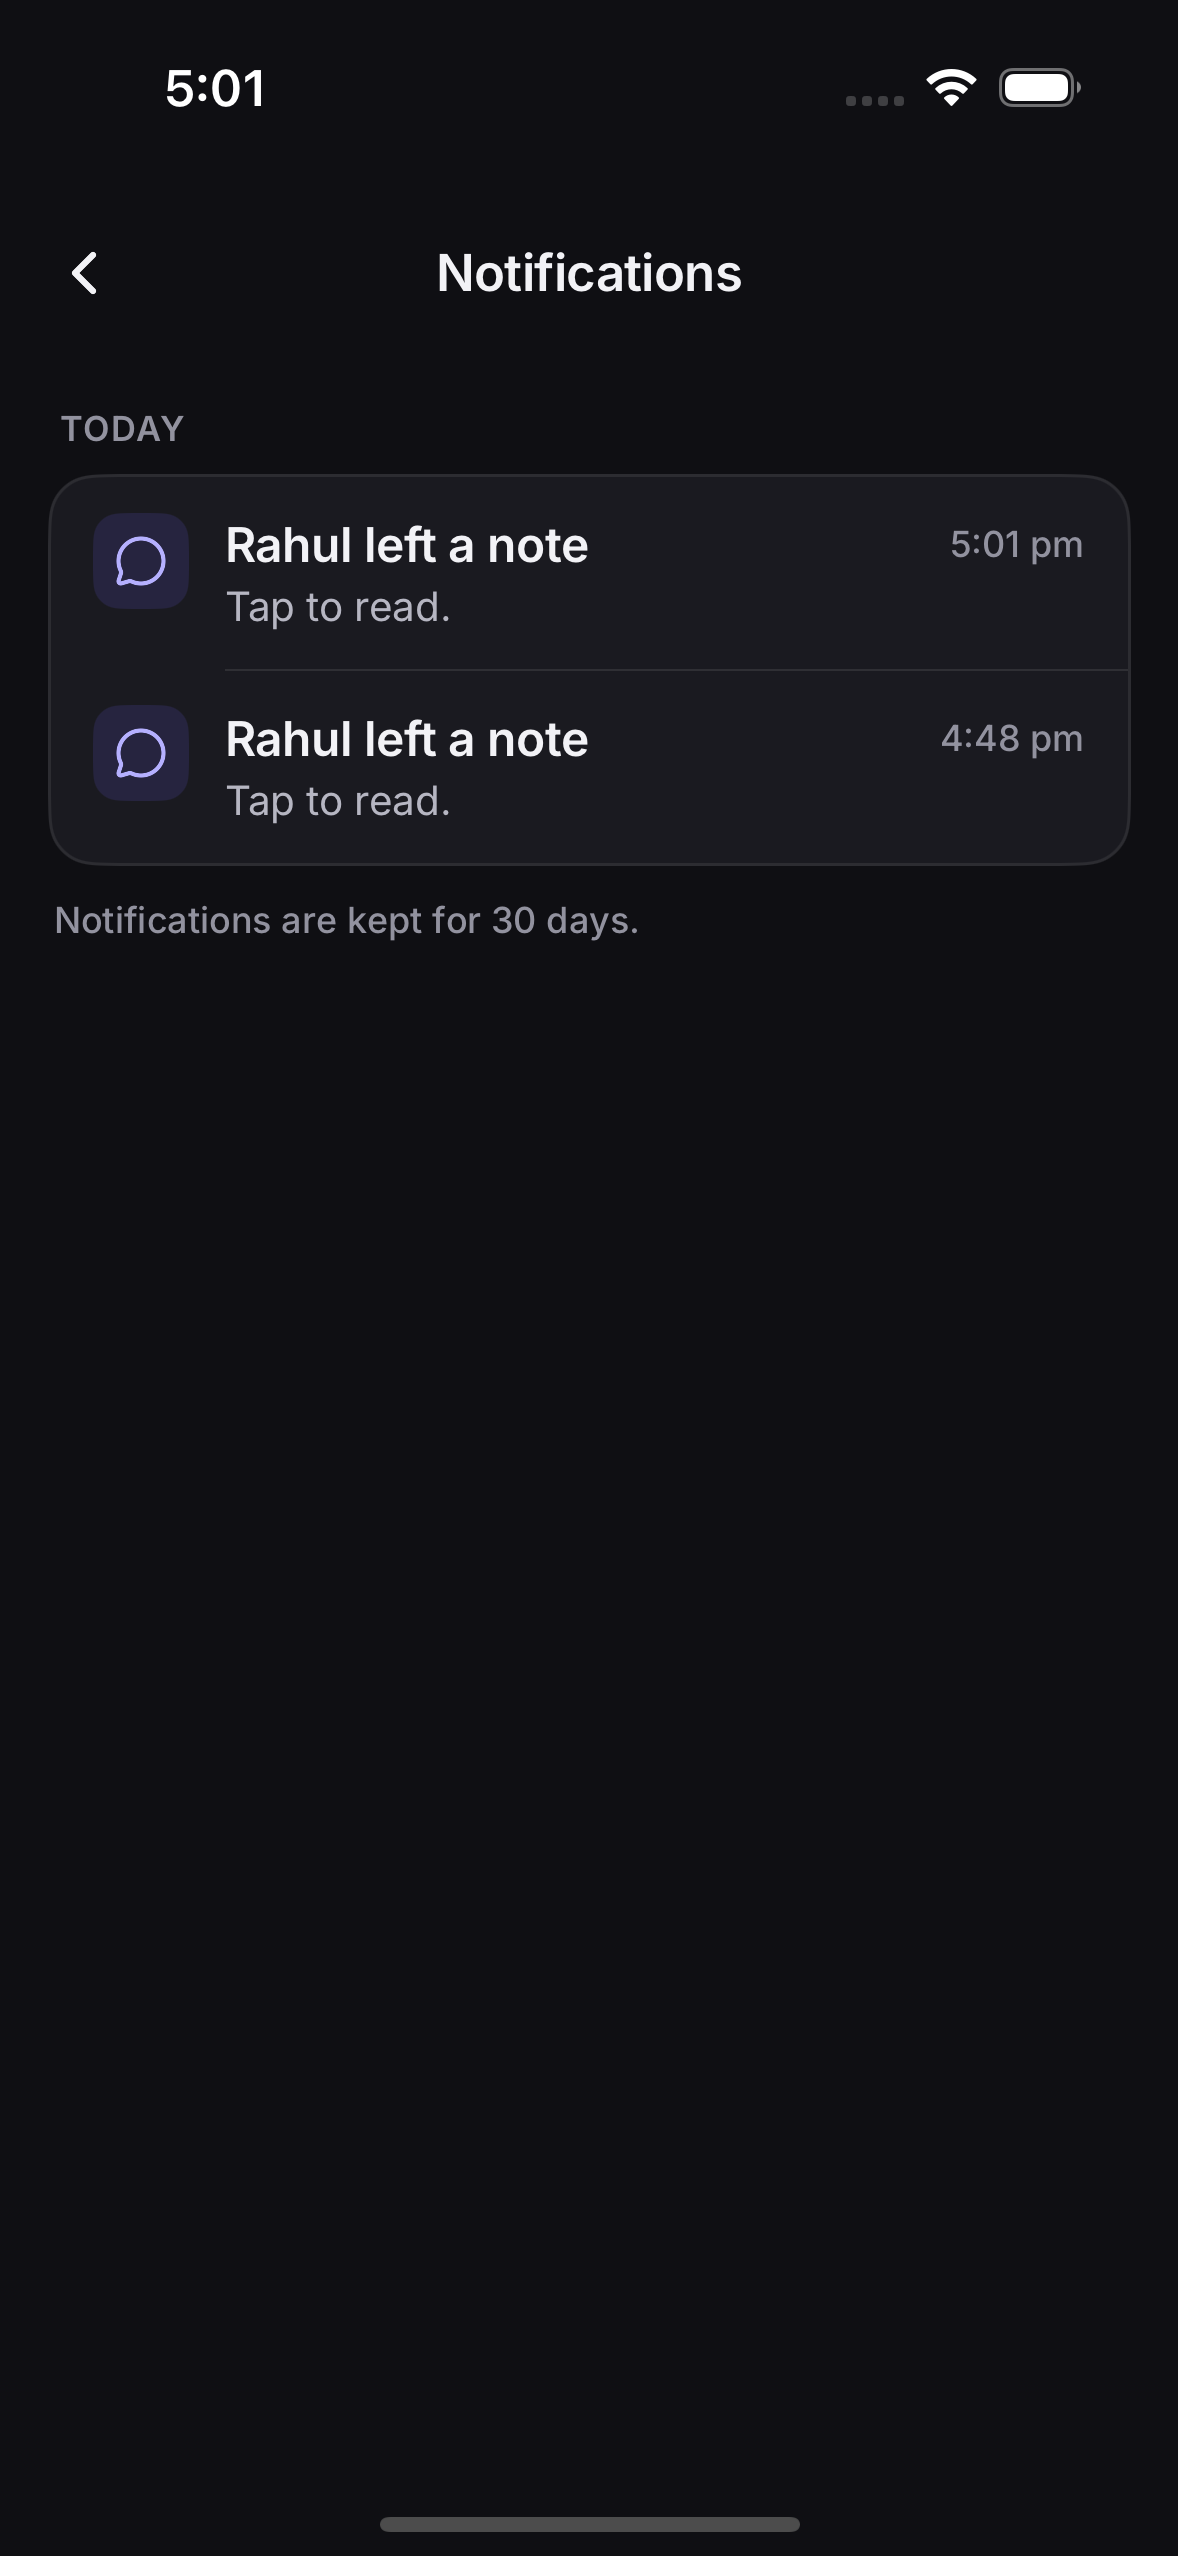 5:01
Notifications
TODAY
Rahul left a note
5:01 pm
Tap to read.
Rahul left a note
4:48 pm
Tap to read.
Notifications are kept for 30 days.